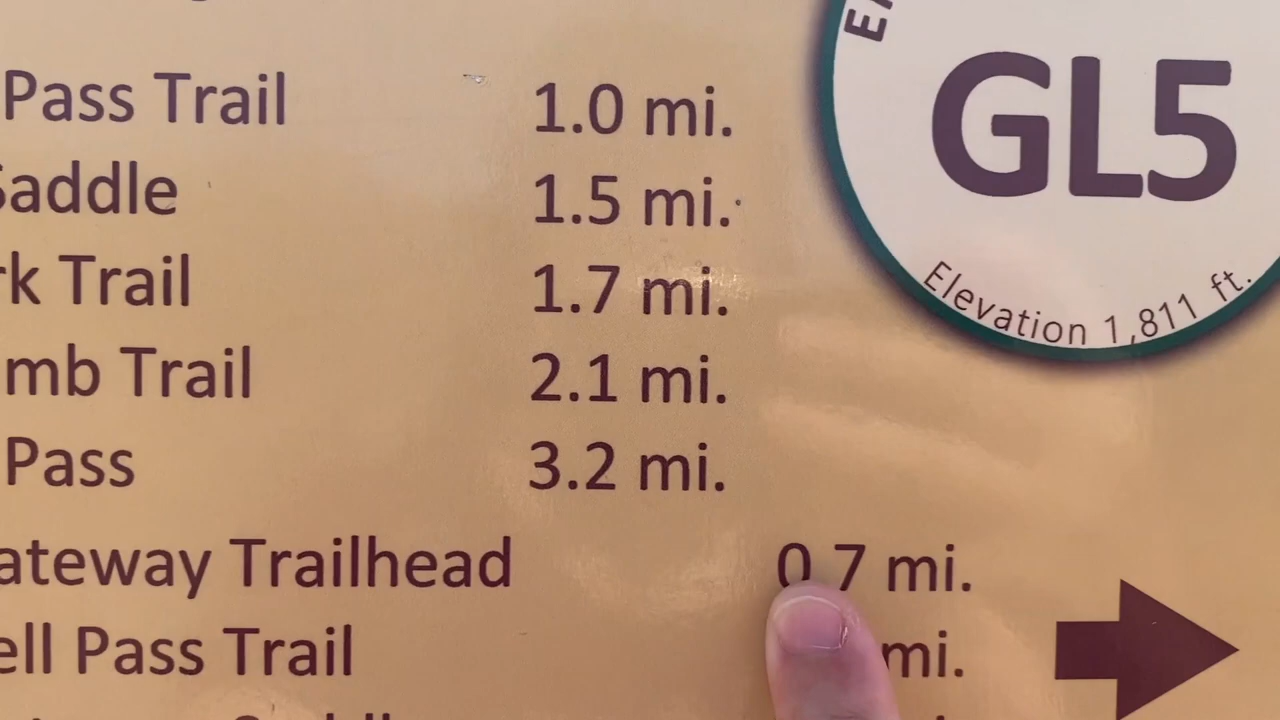 Pass Trail 1.0 mi.
Saddle 1.5 mi.
rk Trail 1.7 mi.
mb Trail 2.1 mi.
Pass 3.2 mi.
ateway Trailhead 0.7 mi.
ell Pass Trail mi.
GL5
Elevation 1,811 ft.